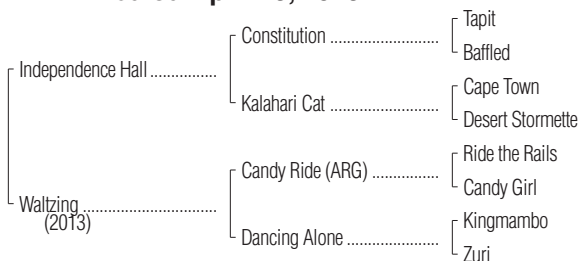 Tapit
Constitution ..........................
Baffled
Independence Hall ................
Cape Town
Kalahari Cat .........................
Desert Stormette
Ride the Rails
Candy Ride (ARG) ................
Candy Girl
Waltzing ................................
(2013)
Kingmambo
Dancing Alone ......................
Zuri